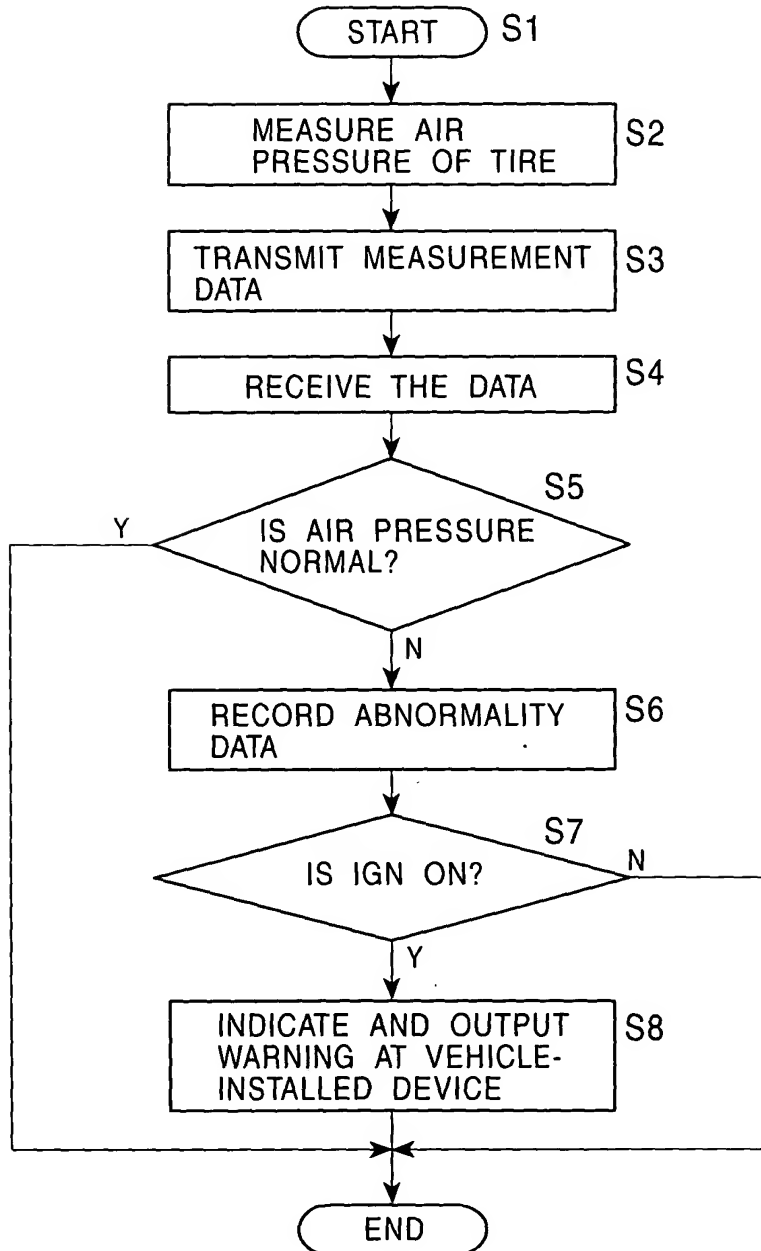 START S1
MEASURE AIR
PRESSURE OF TIRE
S2
TRANSMIT MEASUREMENT
DATA
S3
RECEIVE THE DATA
S4
S5
IS AIR PRESSURE
NORMAL?
Y
N
RECORD ABNORMALITY
DATA
S6
S7
IS IGN ON?
N
Y
INDICATE AND OUTPUT
WARNING AT VEHICLE-
INSTALLED DEVICE
S8
END